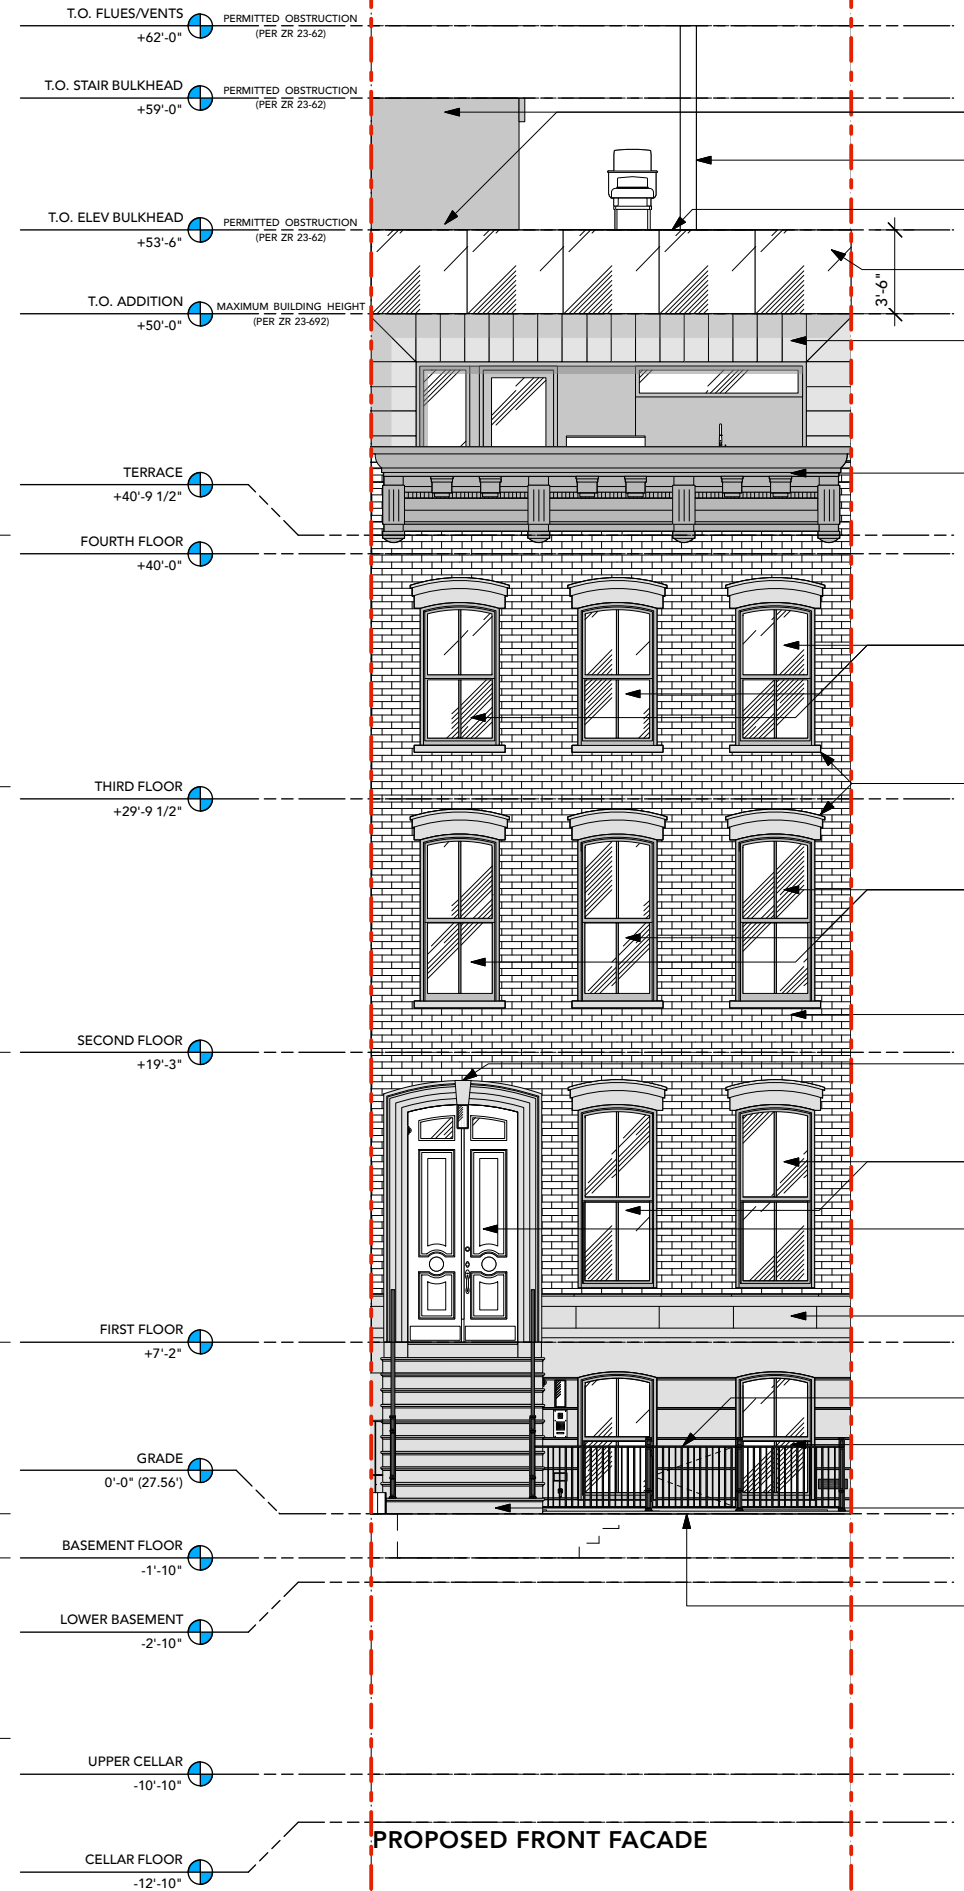 T.O. FLUES/VENTS
+62'-0"
PERMITTED OBSTRUCTION
(PER ZR 23-62)
T.O. STAIR BULKHEAD
+59'-0"
PERMITTED OBSTRUCTION
(PER ZR 23-62)
T.O. ELEV BULKHEAD
+53'-6"
PERMITTED OBSTRUCTION
(PER ZR 23-62)
3'-6"
T.O. ADDITION
+50'-0"
MAXIMUM BUILDING HEIGHT
(PER ZR 23-692)
TERRACE
+40'-9 1/2"
FOURTH FLOOR
+40'-0"
THIRD FLOOR
+29'-9 1/2"
SECOND FLOOR
+19'-3"
FIRST FLOOR
+7'-2"
GRADE
0'-0" (27.56')
BASEMENT FLOOR
-1'-10"
LOWER BASEMENT
-2'-10"
UPPER CELLAR
-10'-10"
PROPOSED FRONT FACADE
CELLAR FLOOR
-12'-10"